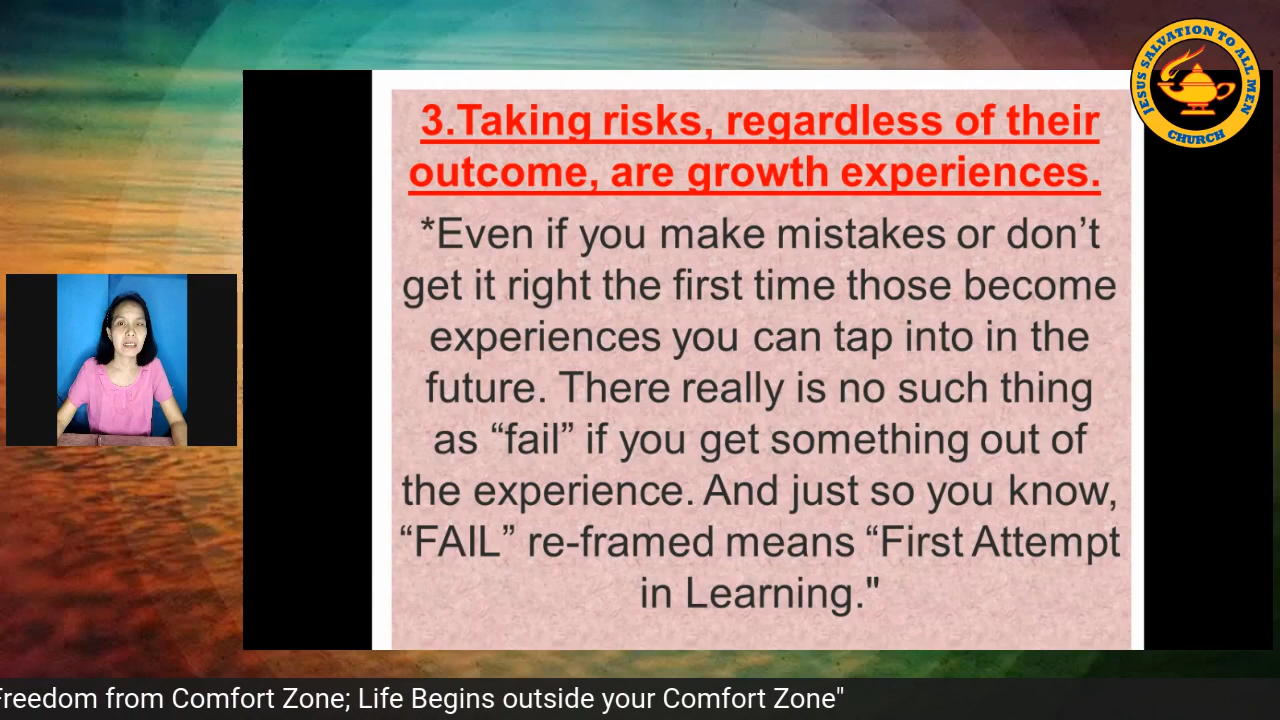 3.Taking risks, regardless of their
outcome, are growth experiences.
*Even if you make mistakes or don’t
get it right the first time those become
experiences you can tap into in the
future. There really is no such thing
as “fail” if you get something out of
the experience. And just so you know,
“FAIL” re-framed means “First Attempt
in Learning."
JESUS SALVATION TO ALL MEN
CHURCH
Freedom from Comfort Zone; Life Begins outside your Comfort Zone"